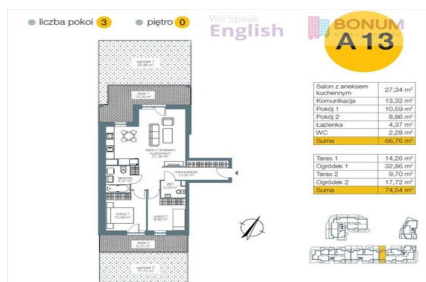 liczba pokoi 3
piętro 0
We Speak
English
BONUM
A 13
Salon z aneksem kuchennym 27,34 m²
Komunikacja 13,32 m²
Pokój 1 10,59 m²
Pokój 2 8,86 m²
Łazienka 4,37 m²
WC 2,28 m²
Suma 66,76 m²
Taras 1 14,26 m²
Ogródek 1 32,86 m²
Taras 2 9,70 m²
Ogródek 2 17,72 m²
Suma 74,54 m²